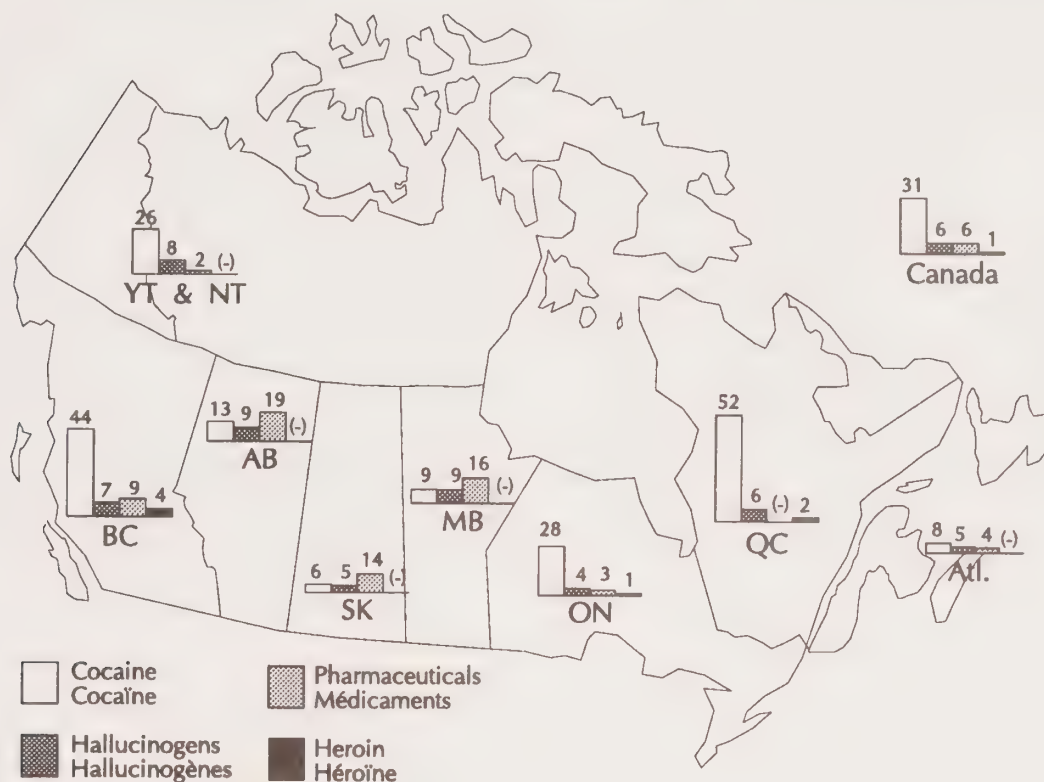 31
6 6
1
Canada
26
8
2 (-)
YT & NT
13 9 19 (-)
AB
44
7 9 4
BC
9 9 16 (-)
MB
6 5 14 (-)
SK
28
4 3 1
ON
52
6 (-) 2
QC
8 5 4 (-)
Atl.
Cocaine
Cocaïne
Pharmaceuticals
Médicaments
Hallucinogens
Hallucinogènes
Heroin
Héroïne